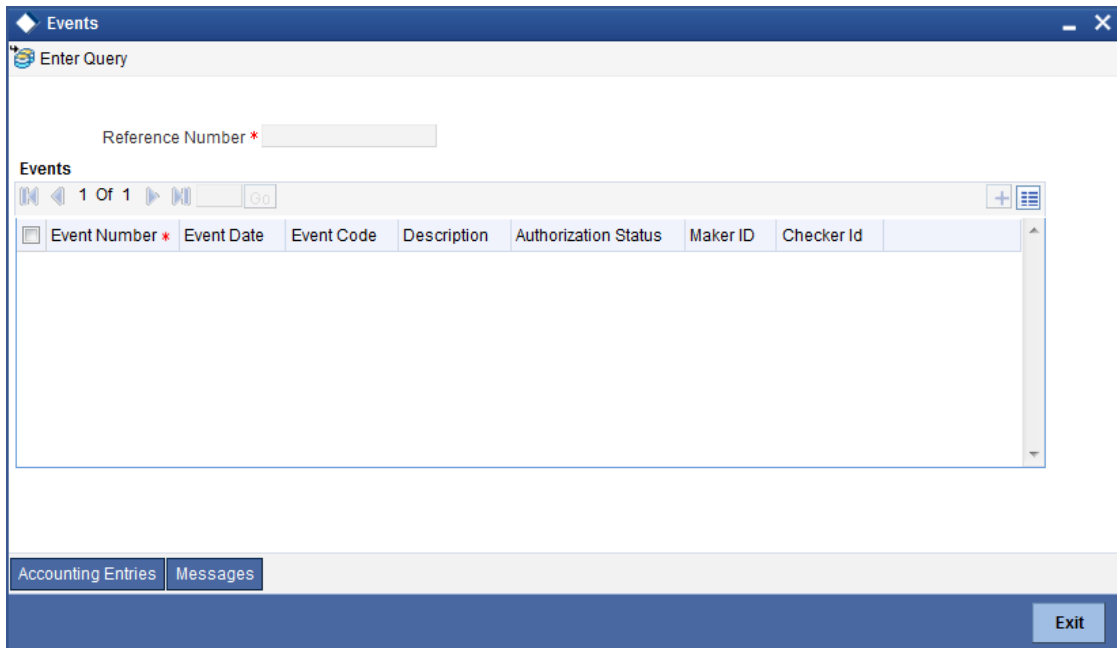 Events
Enter Query
Reference Number *
Events
1 Of 1 Go
Event Number * Event Date Event Code Description Authorization Status Maker ID Checker Id
Accounting Entries Messages
Exit